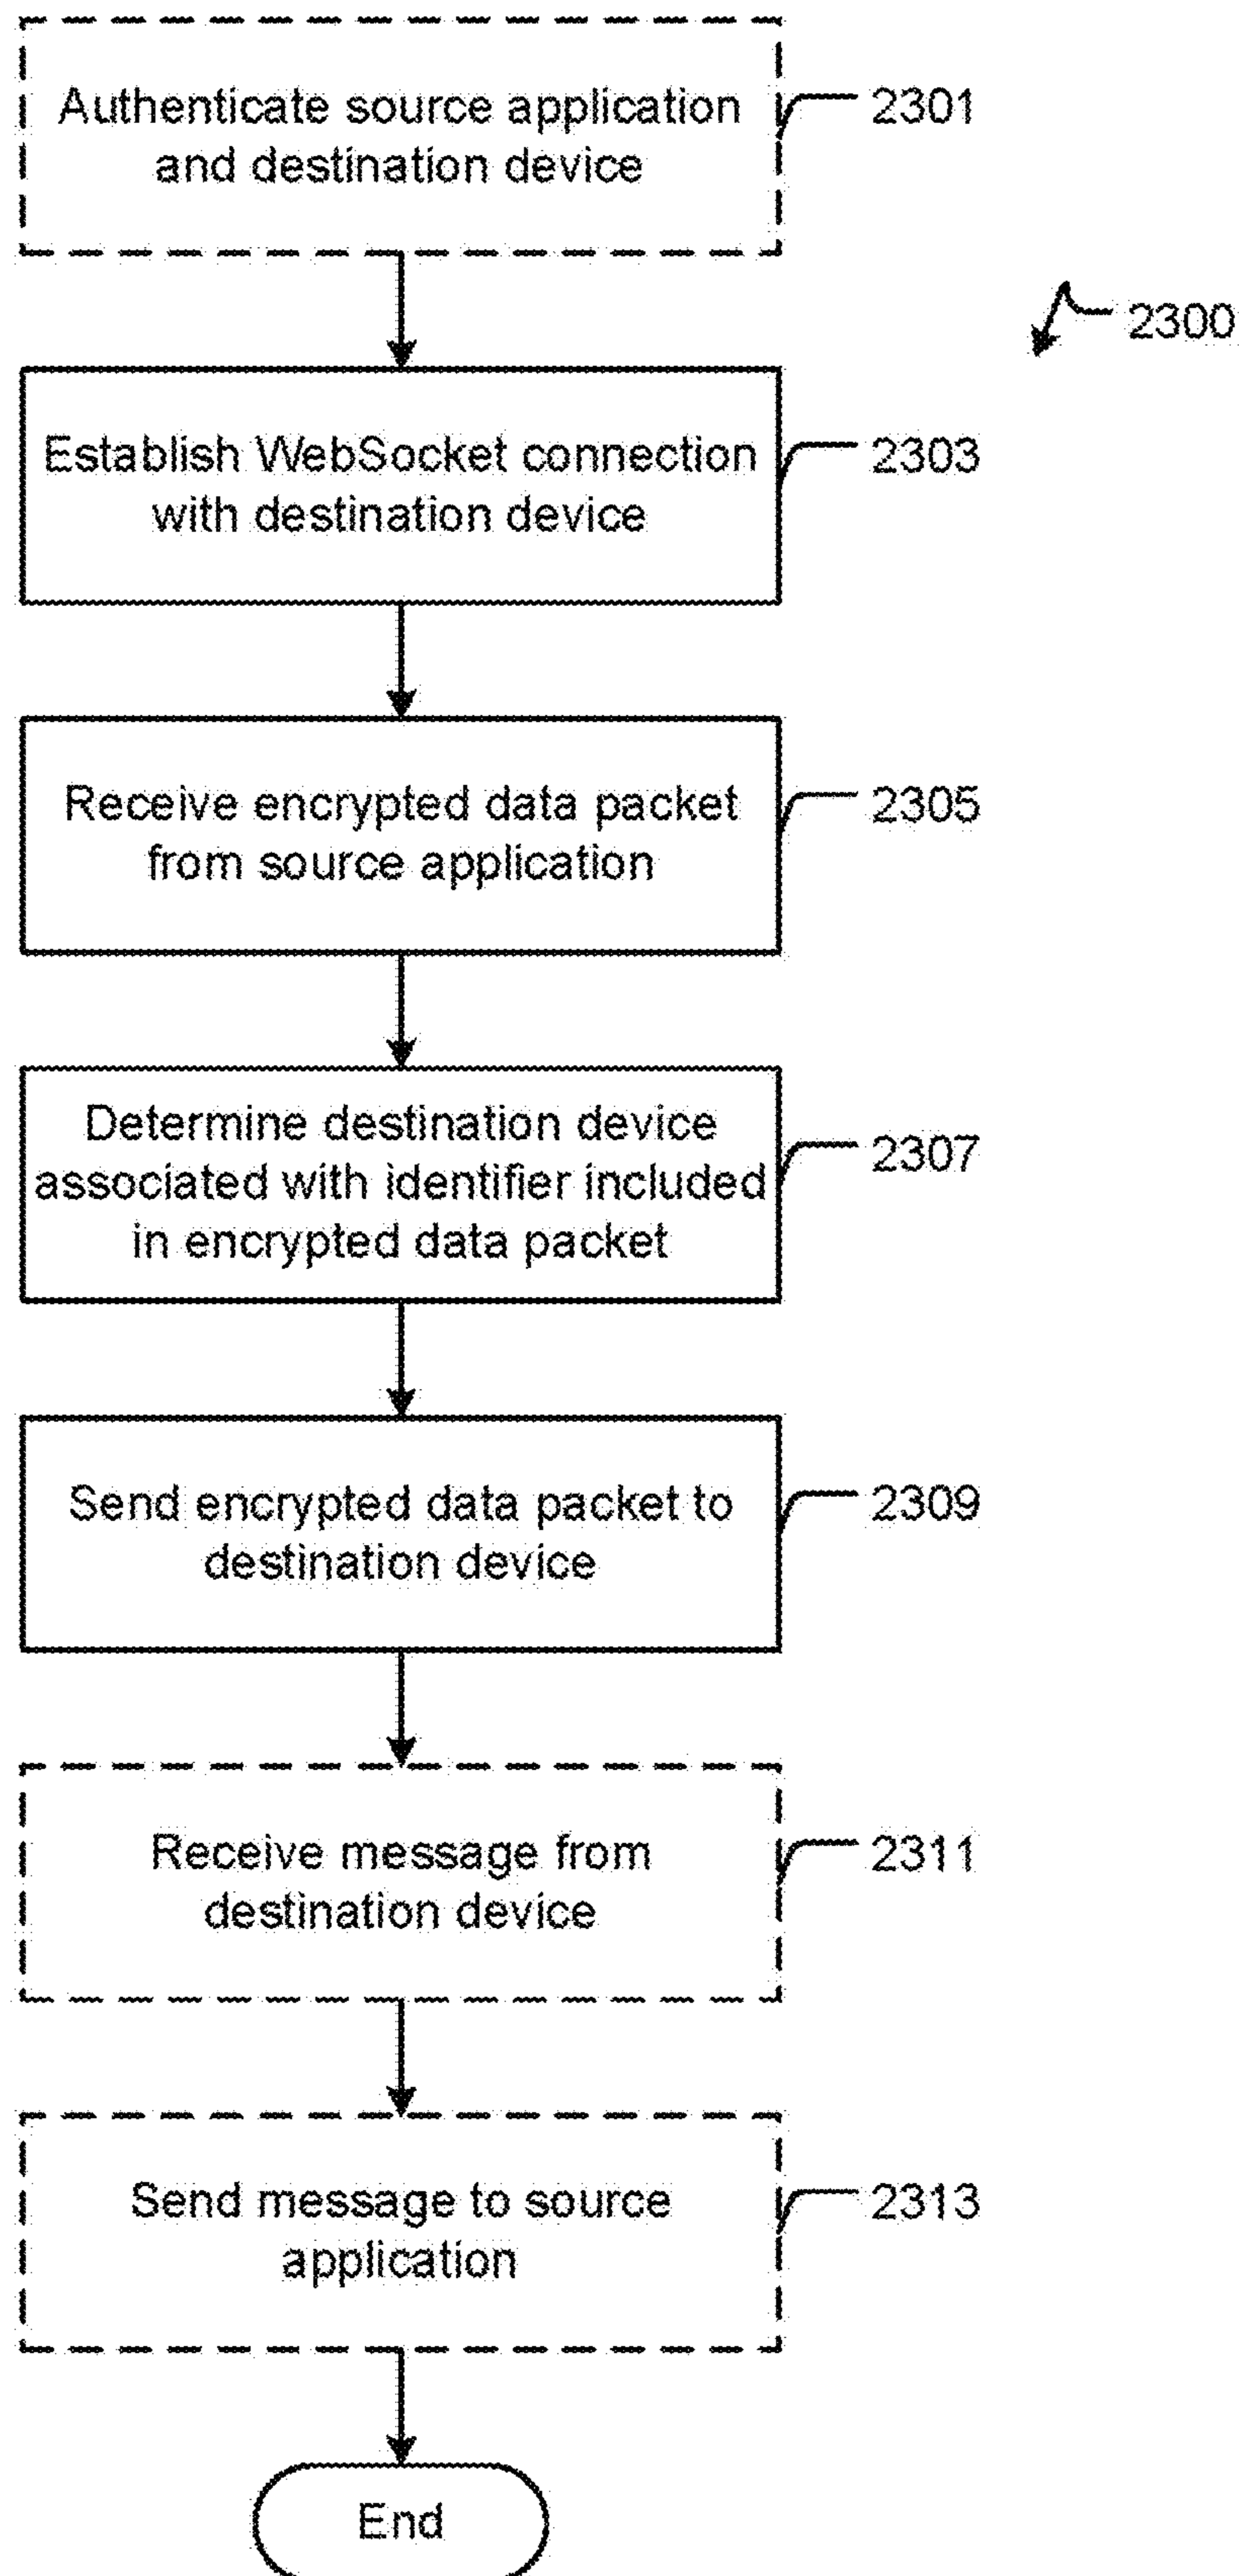 Authenticate source application
and destination device
2301
2300
Establish WebSocket connection
with destination device
2303
Receive encrypted data packet
from source application
2305
Determine destination device
associated with identifier included
in encrypted data packet
2307
Send encrypted data packet to
destination device
2309
Receive message from
destination device
2311
Send message to source
application
2313
End